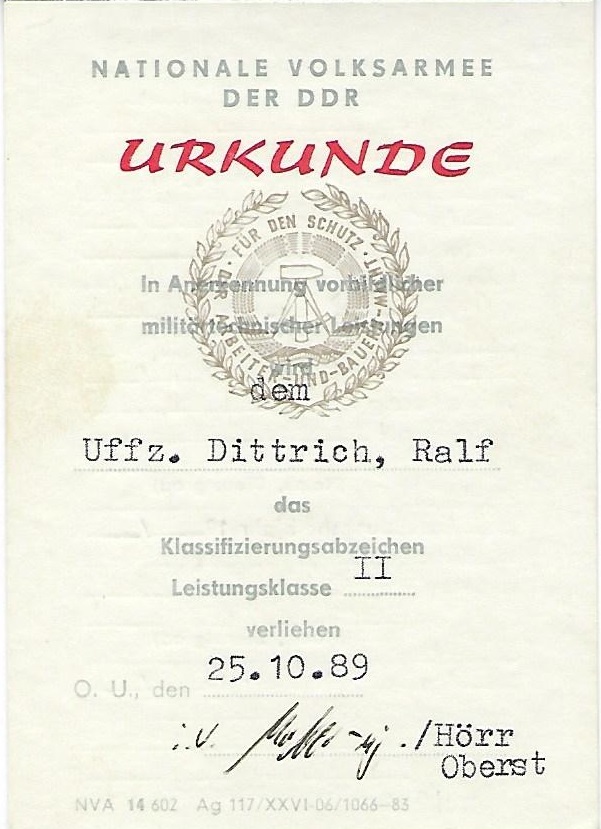 NATIONALE VOLKSARMEE
DER DDR
URKUNDE
FÜR DEN SCHUTZ · DER ARBEITER-UND-BAUERN-MACHT ·
In Anerkennung vorbildlicher
militärtechnischer Leistungen
wird
dem
Uffz. Dittrich, Ralf
das
Klassifizierungsabzeichen
Leistungsklasse II
verliehen
O. U., den 25.10.89
i.V. ./Hörr
Oberst
NVA 14 602 Ag 117/XXVI-06/1066-83